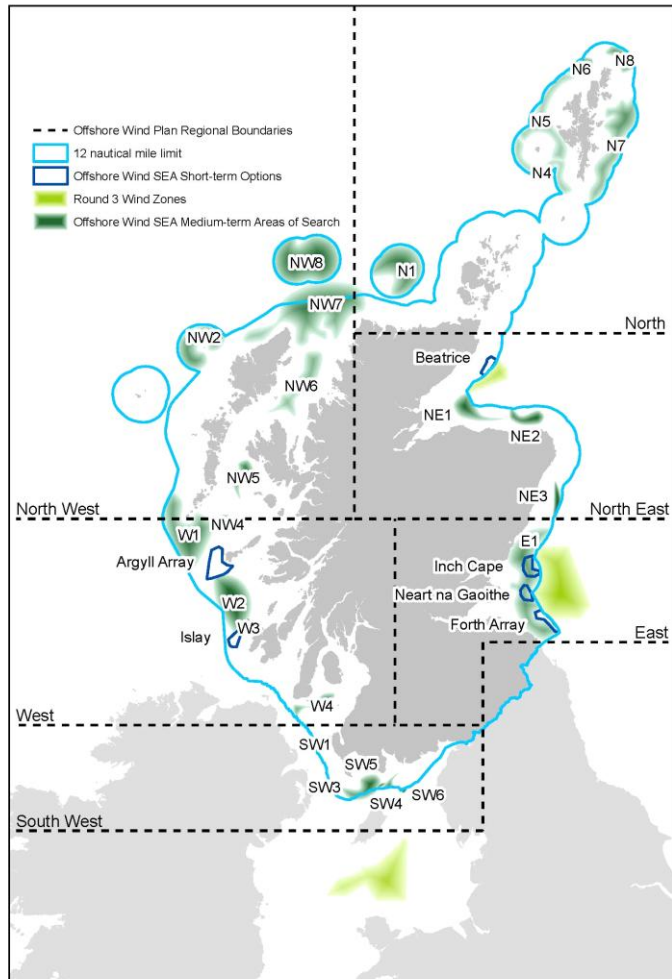 N8
N6
N5
N7
N4
Offshore Wind Plan Regional Boundaries
12 nautical mile limit
Offshore Wind SEA Short-term Options
Round 3 Wind Zones
Offshore Wind SEA Medium-term Areas of Search
NW8
N1
NW7
North
NW2
Beatrice
NW6
NE1
NE2
NW5
NE3
North West
North East
NW4
W1
E1
Argyll Array
Inch Cape
W2
Neart na Gaoithe
Forth Array
W3
Islay
East
W4
West
SW1
SW5
SW3
SW6
SW4
South West